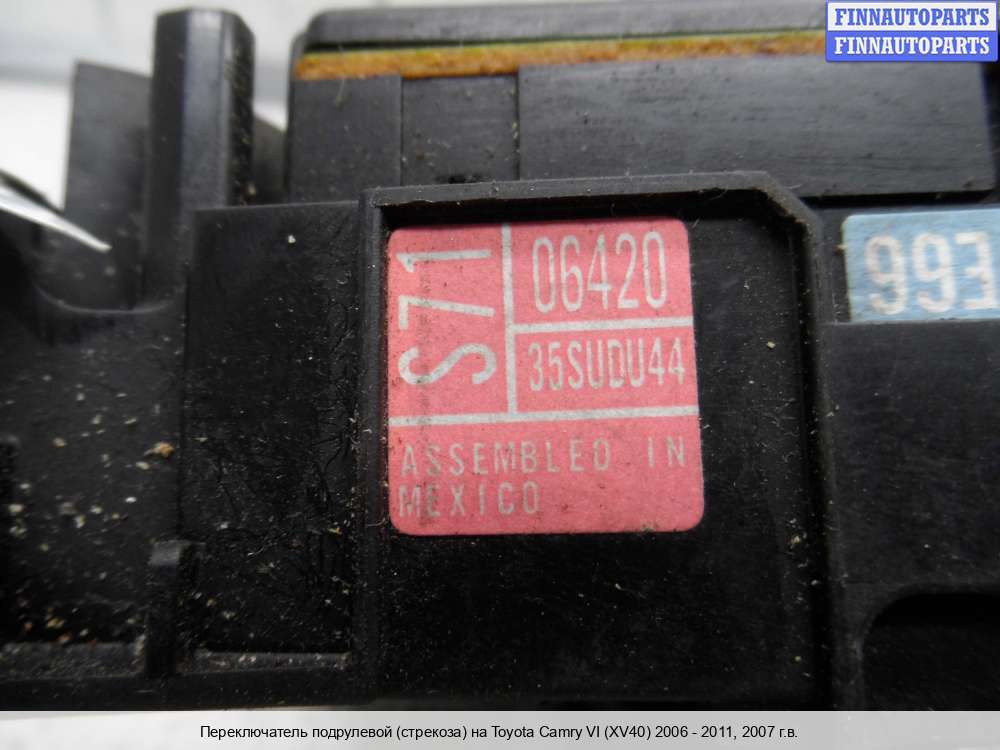 FINNAUTOPARTS
FINNAUTOPARTS
S71
06420
35SUDU44
ASSEMBLED IN
MEXICO
99E66
Переключатель подрулевой (стрекоза) на Toyota Camry VI (XV40) 2006 - 2011, 2007 г.в.